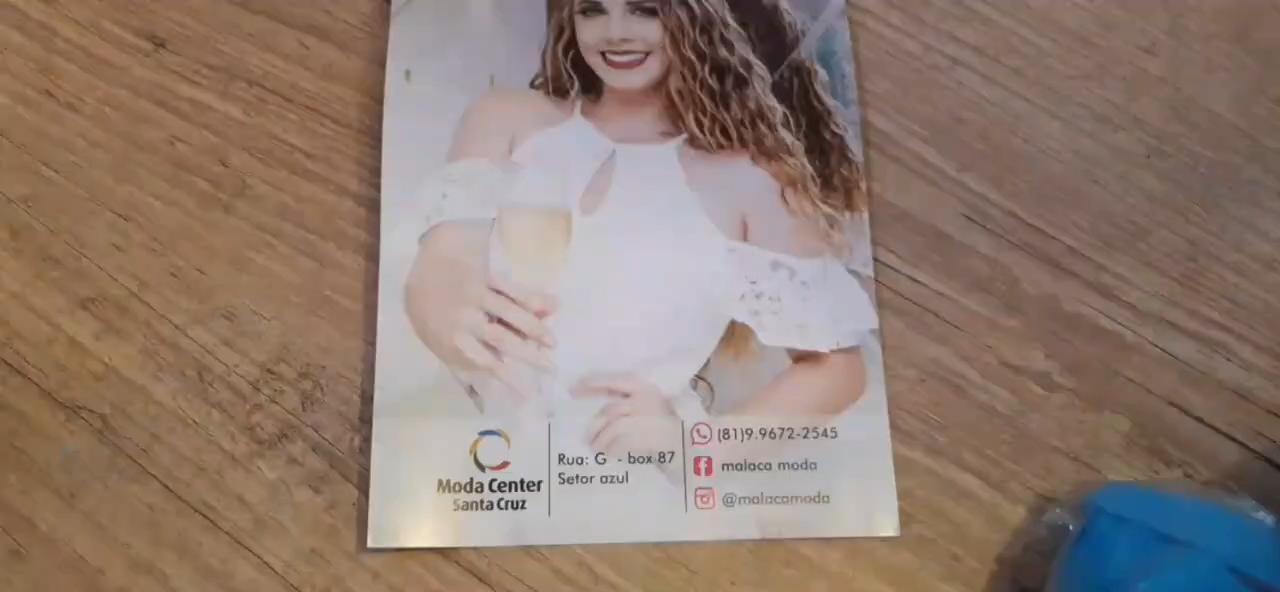 Moda Center
Santa Cruz
Rua: G - box 87
Setor azul
(81)9.9672-2545
malaca moda
@malacamoda